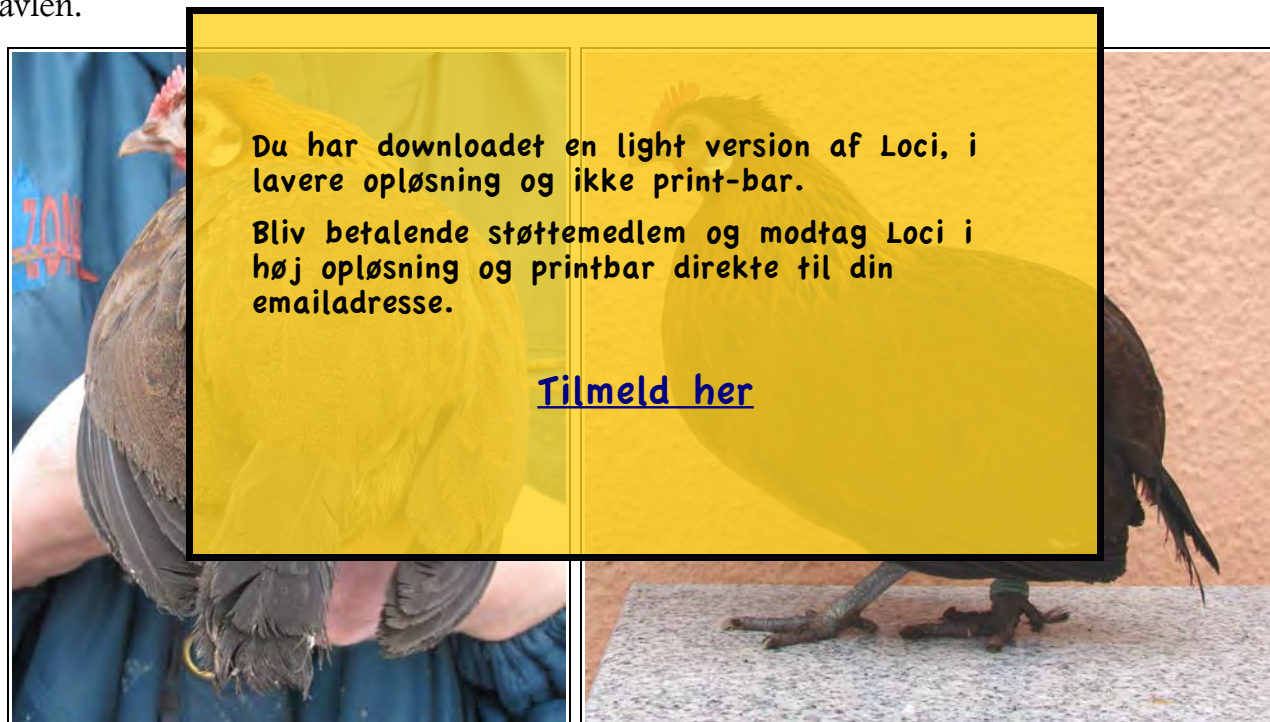 avlen.
Du har downloadet en light version af Loci, i
lavere opløsning og ikke print-bar.
Bliv betalende støttemedlem og modtag Loci i
høj opløsning og printbar direkte til din
emailadresse.
Tilmeld her